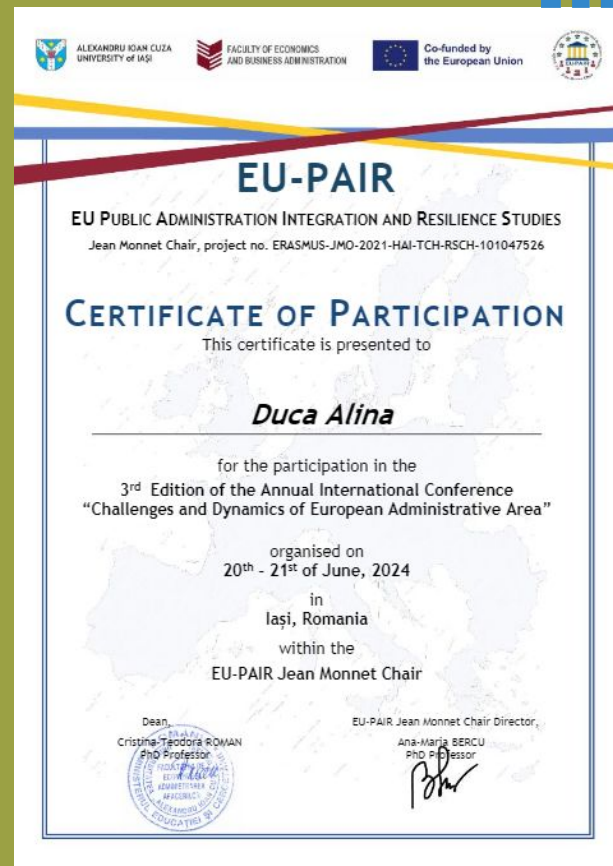 ALEXANDRU IOAN CUZA
UNIVERSITY of IAȘI
FACULTY OF ECONOMICS
AND BUSINESS ADMINISTRATION
Co-funded by
the European Union
EU-PAIR
EU PUBLIC ADMINISTRATION INTEGRATION AND RESILIENCE STUDIES
Jean Monnet Chair, project no. ERASMUS-JMO-2021-HAI-TCH-RSCH-101047526
CERTIFICATE OF PARTICIPATION
This certificate is presented to
Duca Alina
for the participation in the
3rd Edition of the Annual International Conference
“Challenges and Dynamics of European Administrative Area”
organised on
20th - 21st of June, 2024
in
Iași, Romania
within the
EU-PAIR Jean Monnet Chair
Dean,
Cristina-Teodora ROMAN
PhD Professor
EU-PAIR Jean Monnet Chair Director,
Ana-Maria BERCU
PhD Professor